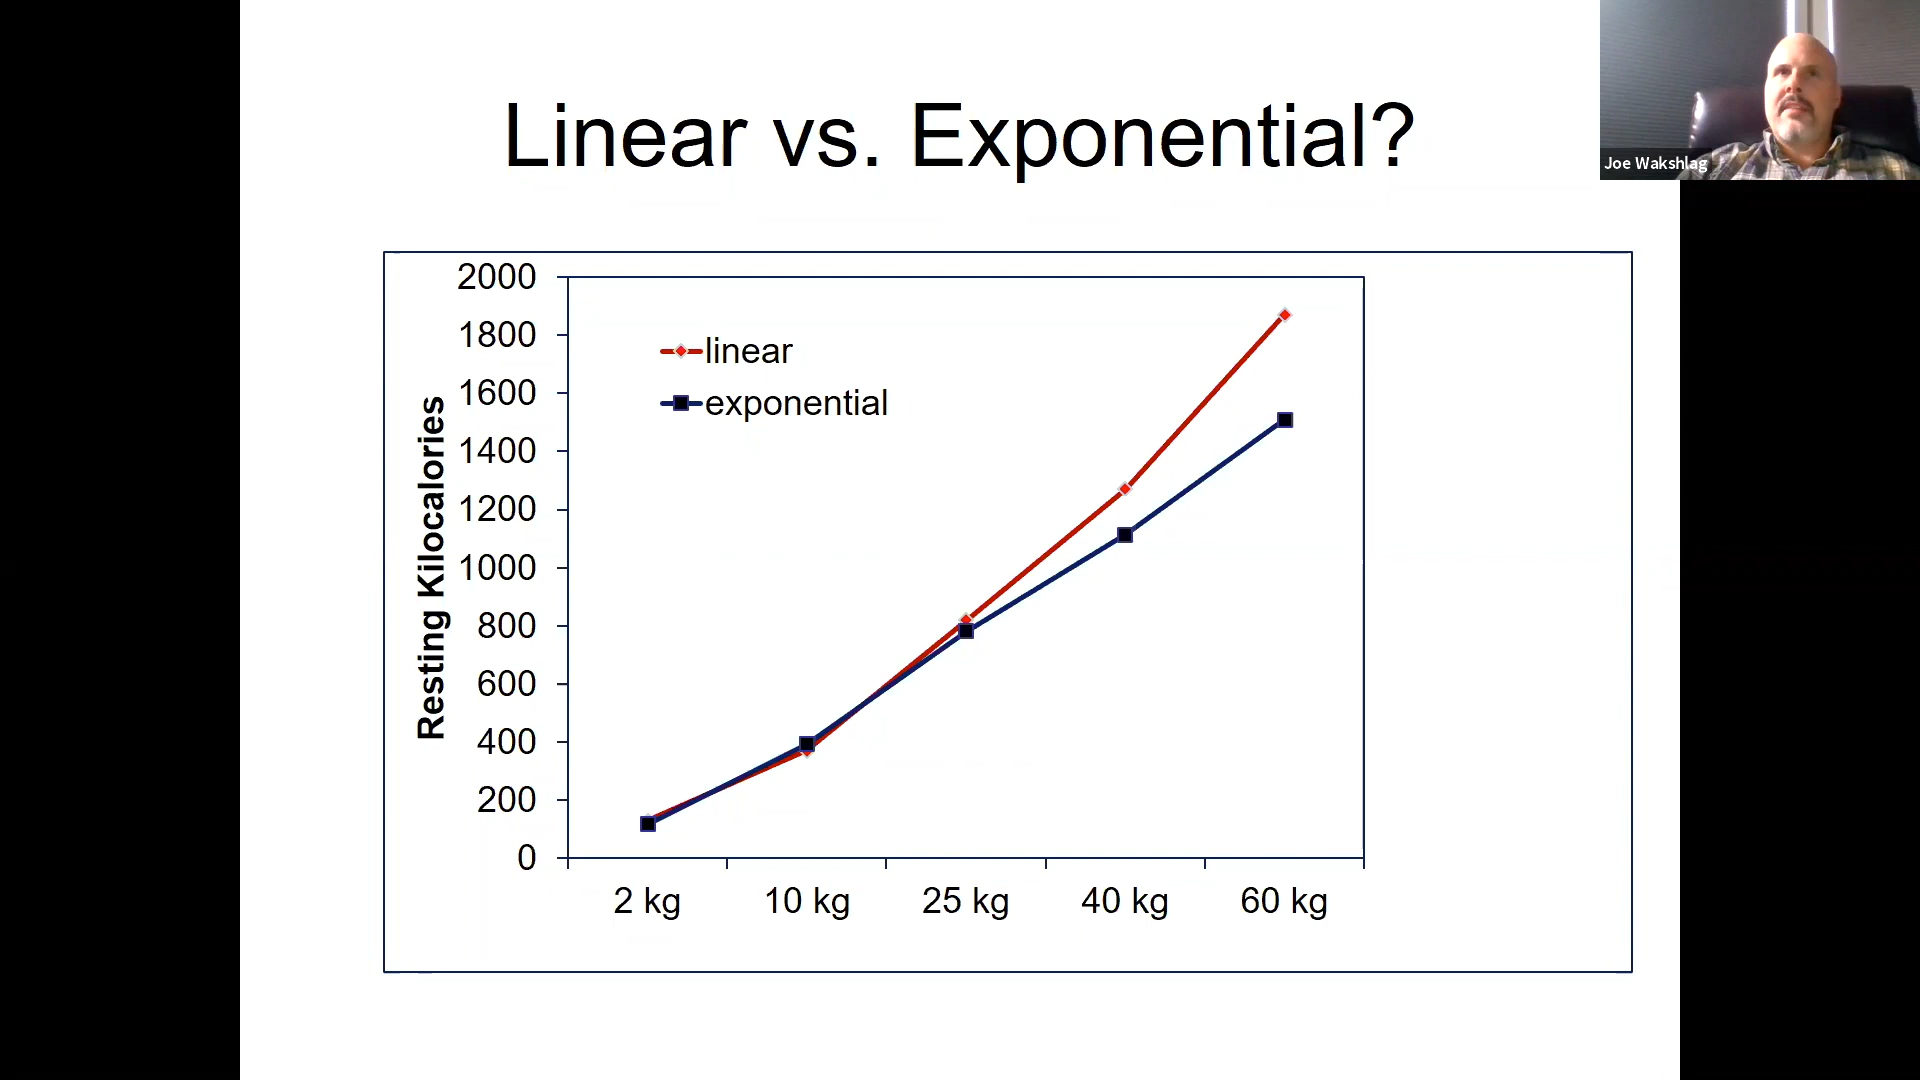 Linear vs. Exponential?
Joe Wakshlag
Resting Kilocalories
2000
1800
1600
1400
1200
1000
800
600
400
200
0
linear
exponential
2 kg
10 kg
25 kg
40 kg
60 kg